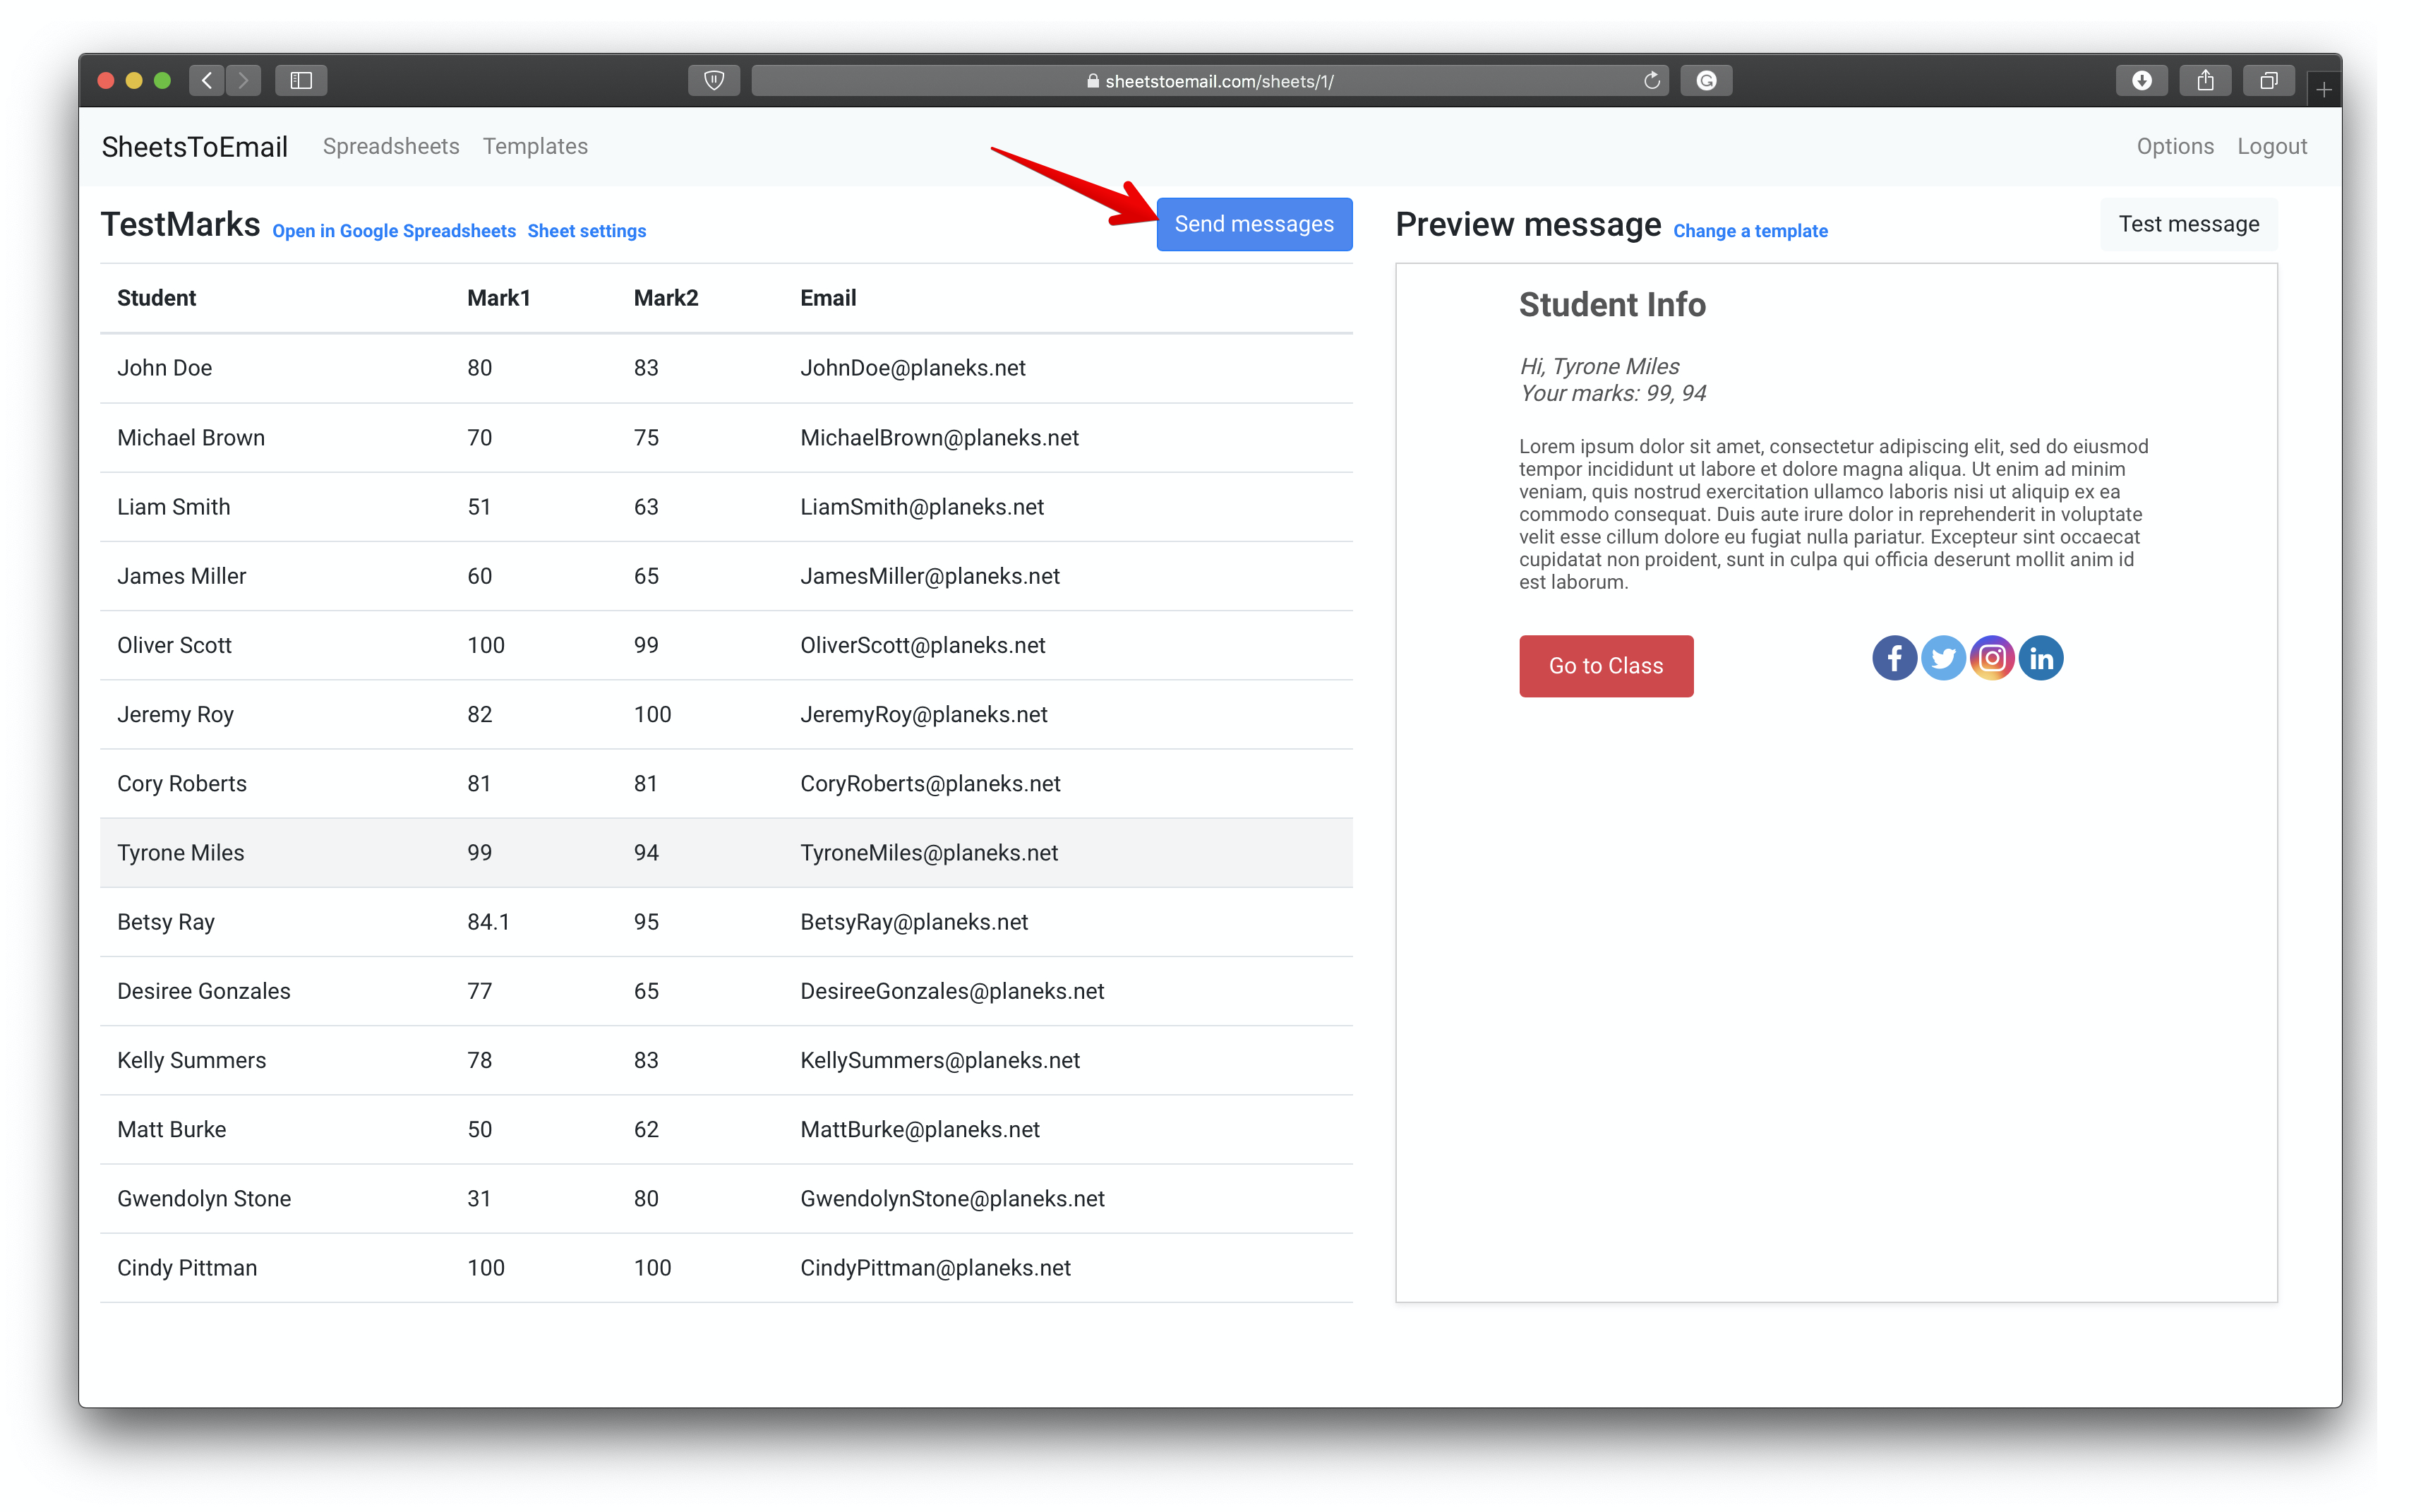 sheetstoemail.com/sheets/1/
SheetsToEmail Spreadsheets Templates Options Logout
TestMarks Open in Google Spreadsheets Sheet settings Send messages
Student Mark1 Mark2 Email
John Doe 80 83 JohnDoe@planeks.net
Michael Brown 70 75 MichaelBrown@planeks.net
Liam Smith 51 63 LiamSmith@planeks.net
James Miller 60 65 JamesMiller@planeks.net
Oliver Scott 100 99 OliverScott@planeks.net
Jeremy Roy 82 100 JeremyRoy@planeks.net
Cory Roberts 81 81 CoryRoberts@planeks.net
Tyrone Miles 99 94 TyroneMiles@planeks.net
Betsy Ray 84.1 95 BetsyRay@planeks.net
Desiree Gonzales 77 65 DesireeGonzales@planeks.net
Kelly Summers 78 83 KellySummers@planeks.net
Matt Burke 50 62 MattBurke@planeks.net
Gwendolyn Stone 31 80 GwendolynStone@planeks.net
Cindy Pittman 100 100 CindyPittman@planeks.net
Preview message Change a template Test message
Student Info
Hi, Tyrone Miles
Your marks: 99, 94
Lorem ipsum dolor sit amet, consectetur adipiscing elit, sed do eiusmod
tempor incididunt ut labore et dolore magna aliqua. Ut enim ad minim
veniam, quis nostrud exercitation ullamco laboris nisi ut aliquip ex ea
commodo consequat. Duis aute irure dolor in reprehenderit in voluptate
velit esse cillum dolore eu fugiat nulla pariatur. Excepteur sint occaecat
cupidatat non proident, sunt in culpa qui officia deserunt mollit anim id
est laborum.
Go to Class